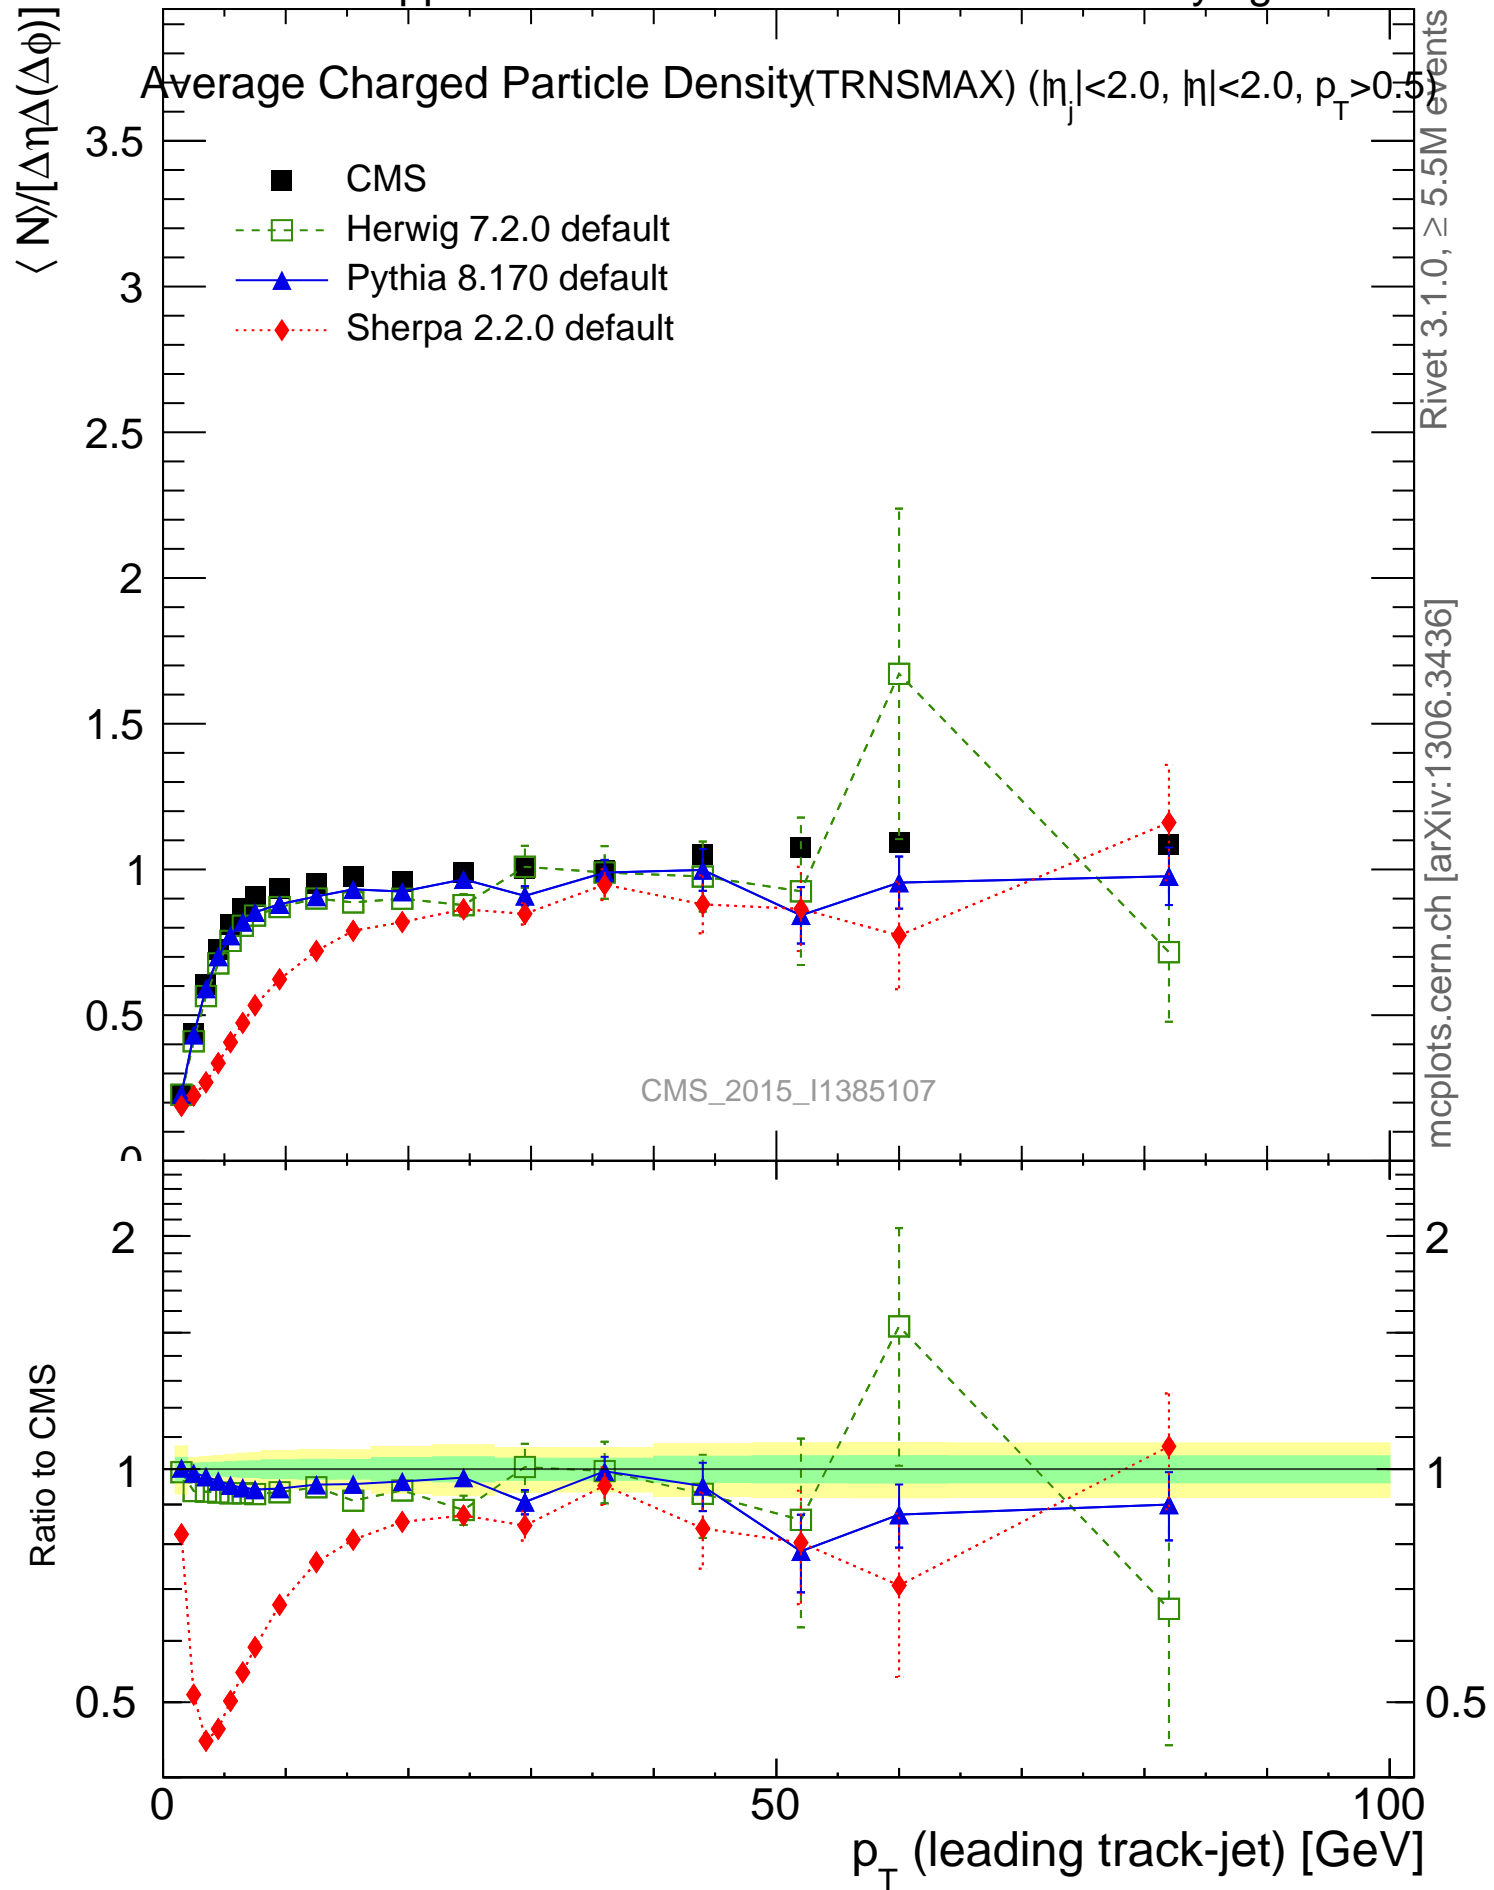 Average Charged Particle Density(TRNSMAX) (|η_j|<2.0, |η|<2.0, p_T>0.5)
⟨ N⟩/[ΔηΔ(Δϕ)]
3.5
3
2.5
2
1.5
1
0.5
0
CMS
Herwig 7.2.0 default
Pythia 8.170 default
Sherpa 2.2.0 default
CMS_2015_I1385107
Rivet 3.1.0, ≥ 5.5M events
mcplots.cern.ch [arXiv:1306.3436]
Ratio to CMS
2
1
0.5
2
1
0.5
0
50
100
p_T (leading track-jet) [GeV]